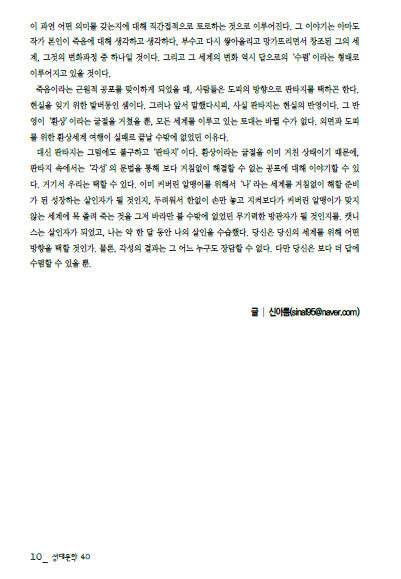 이 과연 어떤 의미를 갖는지에 대해 직간접적으로 토로하는 것으로 이루어진다. 그 이야기는 아마도
작가 본인이 죽음에 대해 생각하고 생각하다, 부수고 다시 쌓아올리고 망가뜨리면서 창조된 그의 세
계, 그것의 변화과정 중 하나일 것이다. 그리고 그 세계의 변화 역시 답으로의 '수렴' 이라는 형태로
이루어지고 있을 것이다.
죽음이라는 근원적 공포를 맞이하게 되었을 때, 사람들은 도피의 방향으로 판타지를 택하곤 한다.
현실을 잊기 위한 발버둥인 셈이다. 그러나 앞서 말했다시피, 사실 판타지는 현실의 반영이다. 그 반
영이 '환상' 이라는 굴절을 거쳤을 뿐, 모든 세계를 이루고 있는 토대는 바뀔 수가 없다. 외면과 도피
를 위한 환상세계 여행이 실패로 끝날 수밖에 없었던 이유다.
대신 판타지는 그럼에도 불구하고 '판타지' 이다. 환상이라는 굴절을 이미 거친 상태이기 때문에,
판타지 속에서는 '각성' 의 문법을 통해 보다 거침없이 해결할 수 있는 공포에 대해 이야기할 수 있
다. 거기서 우리는 택할 수 있다. 이미 커버린 알맹이를 위해서 '나' 라는 세계를 거침없이 해할 준비
가 된 성장하는 살인자가 될 것인지, 두려워서 한없이 손만 놓고 지켜보다가 커버린 알맹이가 맞지
않는 세계에 목 졸려 죽는 것을 그저 바라만 볼 수밖에 없었던 무기력한 방관자가 될 것인지를. 캣니
스는 살인자가 되었고, 나는 약 한 달 동안 나의 살인을 수습했다. 당신은 당신의 세계를 위해 어떤
방향을 택할 것인가. 물론, 각성의 결과는 그 어느 누구도 장담할 수 없다. 다만 당신은 보다 더 답에
수렴할 수 있을 뿐.
글 | 신아름(sinal95@naver.com)
10_ 성대문학 40